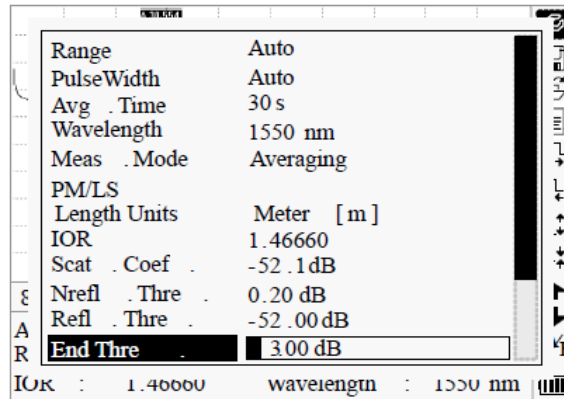 Range Auto
PulseWidth Auto
Avg . Time 30 s
Wavelength 1550 nm
Meas . Mode Averaging
PM/LS
Length Units Meter [ m ]
IOR 1.46660
Scat . Coef . -52 .1dB
Nrefl . Thre . 0.20 dB
Refl . Thre . -52 .00dB
End Thre . 3.00 dB
8
A
R
IOR : 1.46660 Wavelength : 1550 nm